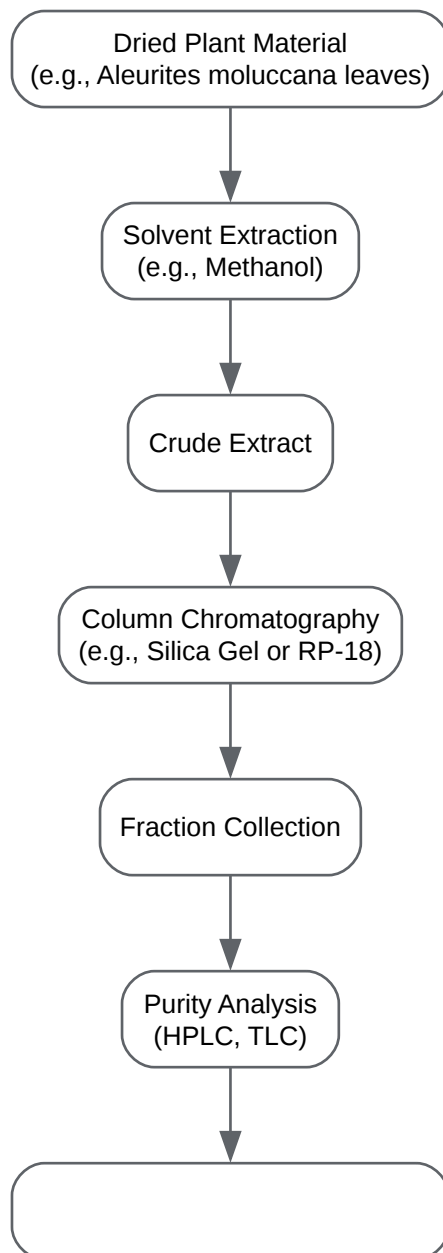 Dried Plant Material
(e.g., Aleurites moluccana leaves)
Solvent Extraction
(e.g., Methanol)
Crude Extract
Column Chromatography
(e.g., Silica Gel or RP-18)
Fraction Collection
Purity Analysis
(HPLC, TLC)